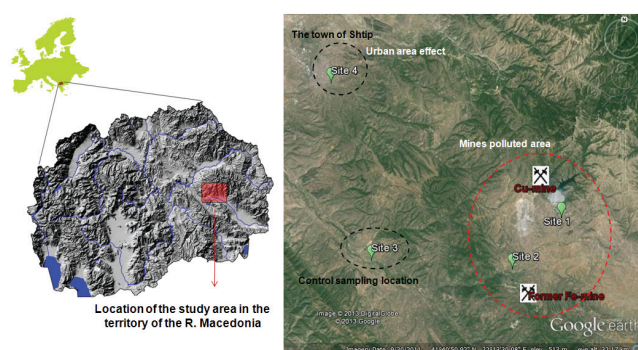 The town of Shtip
Urban area effect
Site 4
Mines polluted area
Cu-mine
Site 1
Site 3
Site 2
Control sampling location
Former Fe-mine
Location of the study area in the
territory of the R. Macedonia
Image © 2013 DigitalGlobe
© 2013 Google
Google earth
N